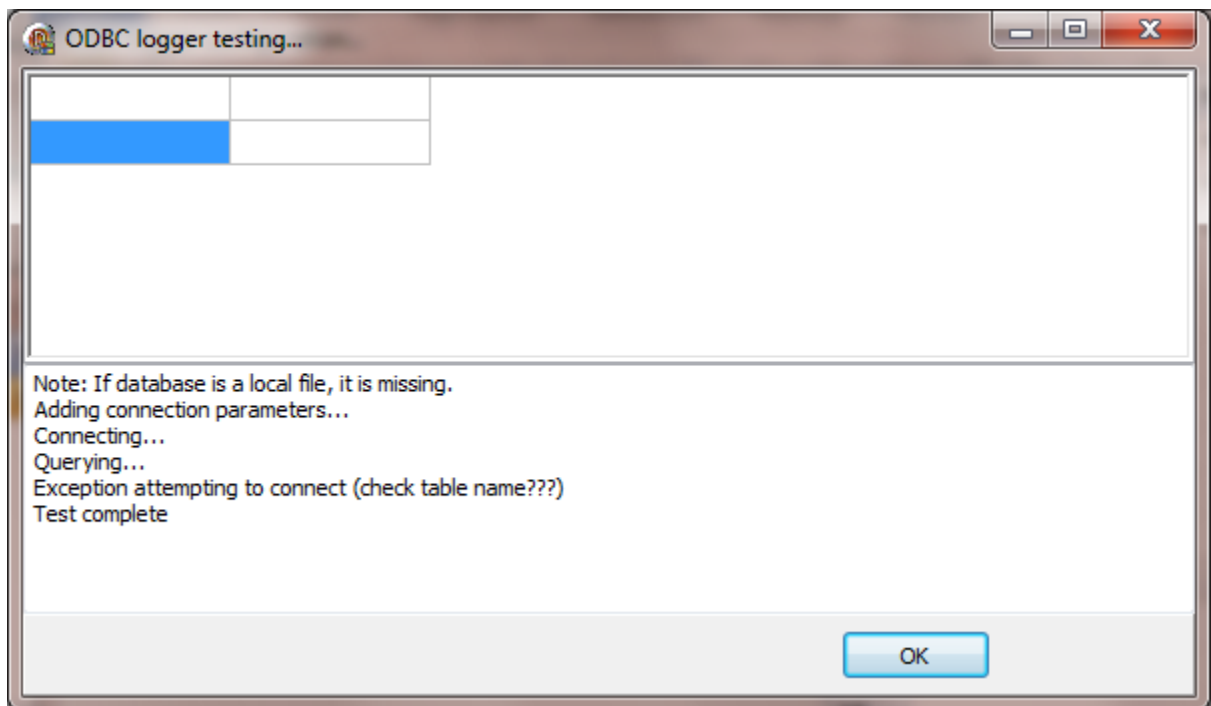 ODBC logger testing...
Note: If database is a local file, it is missing.
Adding connection parameters...
Connecting...
Querying...
Exception attempting to connect (check table name???)
Test complete
OK